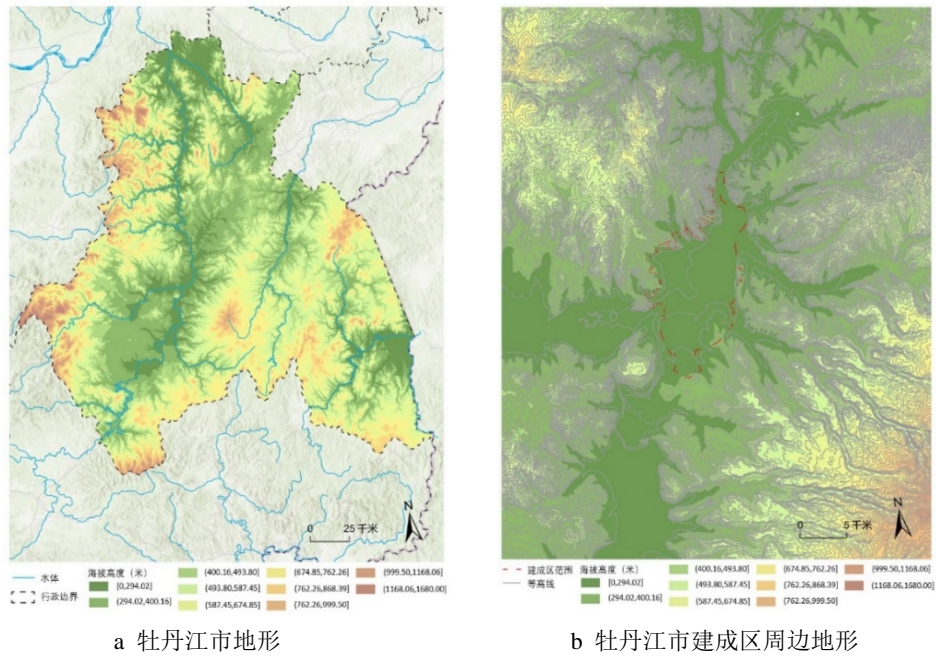 N
0 25 千米
N
0 5 千米
水体
行政边界
海拔高度（米）
[0,294.02]
(294.02,400.16]
(400.16,493.80]
(493.80,587.45]
(587.45,674.85]
(674.85,762.26]
(762.26,868.39]
(762.26,999.50]
(999.50,1168.06]
(1168.06,1680.00]
建成区范围
等高线
海拔高度（米）
[0,294.02]
(294.02,400.16]
(400.16,493.80]
(493.80,587.45]
(587.45,674.85]
(674.85,762.26]
(762.26,868.39]
(762.26,999.50]
(999.50,1168.06]
(1168.06,1680.00]
a 牡丹江市地形
b 牡丹江市建成区周边地形